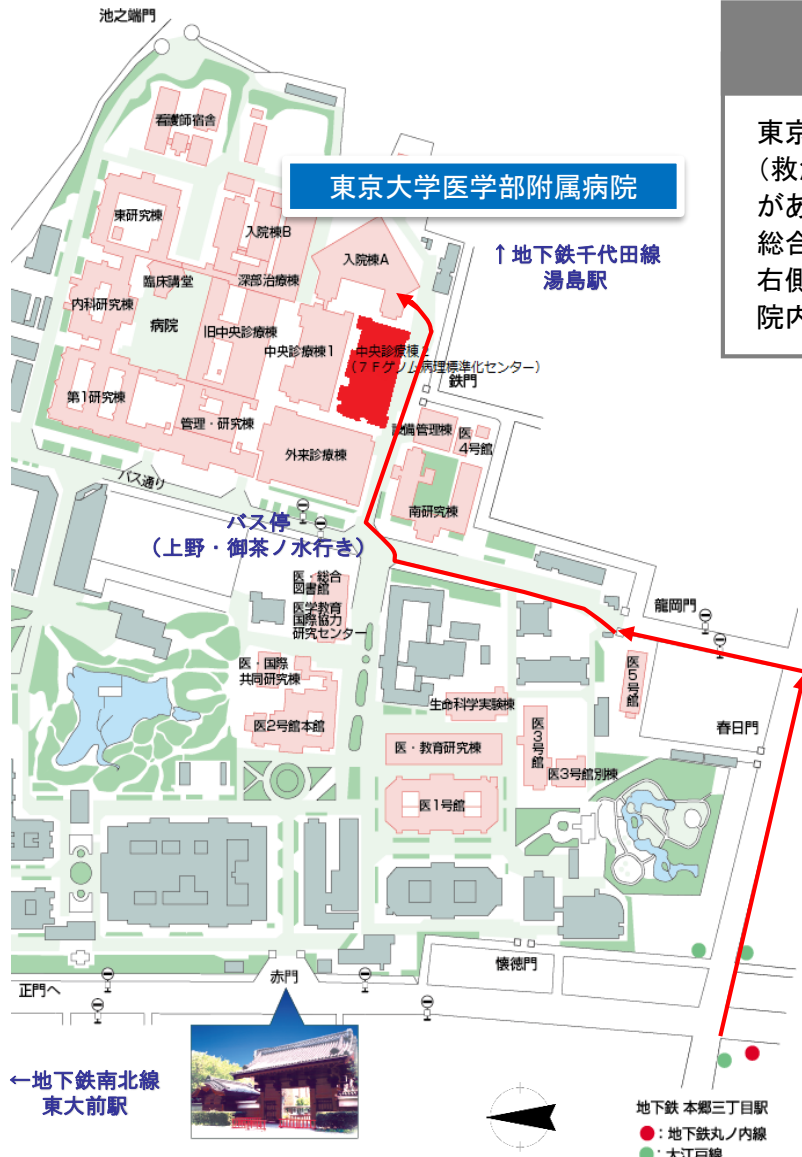 池之端門
看護師宿舎
東京
(救
があ
総合
右側
院内
東京大学医学部附属病院
東研究棟
入院棟B
入院棟A
↑地下鉄千代田線
湯島駅
臨床講堂
深部治療棟
内科研究棟
病院
旧中央診療棟
中央診療棟1
中央診療棟2
(7Fゲノム病理標準化センター)
鉄門
第1研究棟
管理・研究棟
設備管理棟
医
4号館
外来診療棟
バス通り
南研究棟
バス停
(上野・御茶ノ水行き)
医・総合
図書館
医学教育
国際協力
研究センター
龍岡門
医・国際
共同研究棟
医5号館
生命科学実験棟
医2号館本館
医3号館
春日門
医・教育研究棟
医3号館別棟
医1号館
懐徳門
赤門
正門へ
←地下鉄南北線
東大前駅
地下鉄 本郷三丁目駅
:地下鉄丸ノ内線
:大江戸線